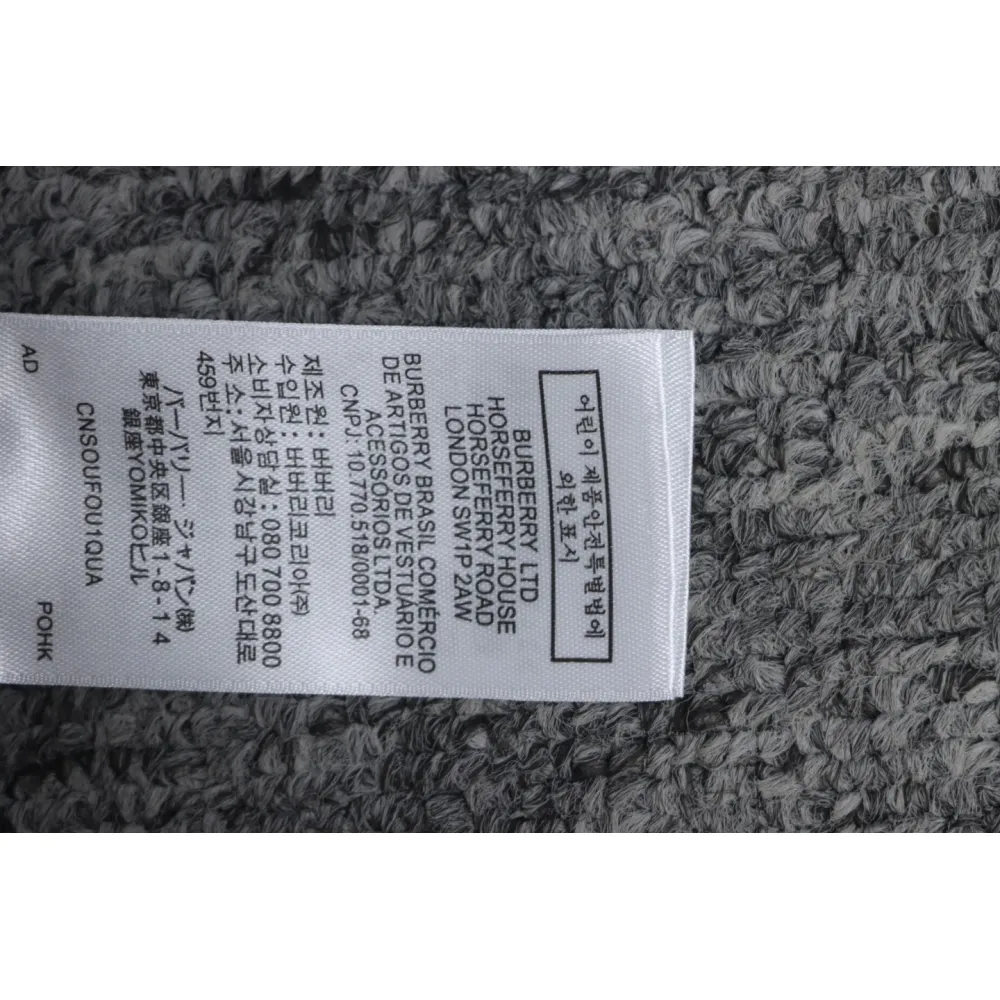 어린이 제품안전특별법에
의한 표시
BURBERRY LTD
HORSEFERRY HOUSE
HORSEFERRY ROAD
LONDON SW1P 2AW
BURBERRY BRASIL COMÉRCIO
DE ARTIGOS DE VESTUÁRIO E
ACESSÓRIOS LTDA.
CNPJ: 10.770.518/0001-68
제조원: 버버리
수입원: 버버리코리아(주)
소비자상담실: 080 700 8800
주 소: 서울시강남구 도산대로
459번지
バーバリー・ジャパン(株)
東京都中央区銀座1-8-14
銀座YOMIKOビル
CNSOUFOU1QUA
AD POHK